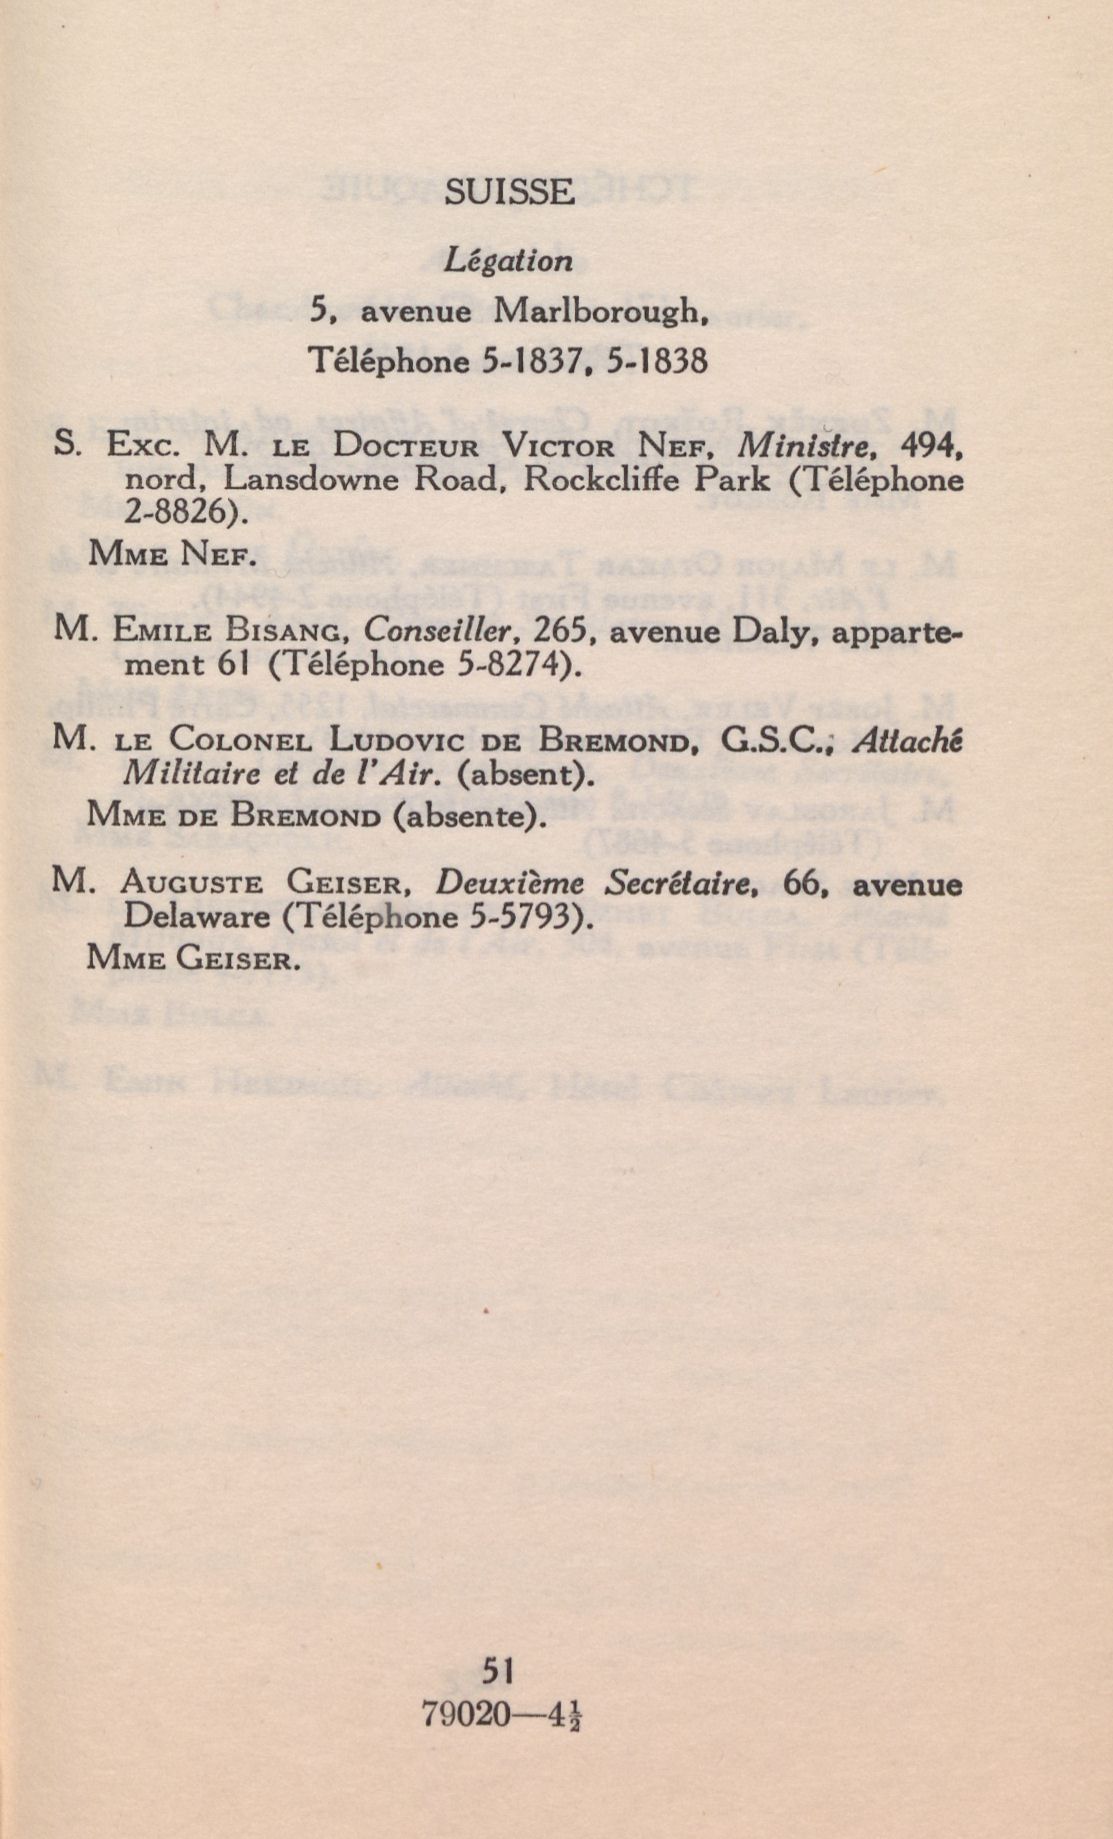 SUISSE
Légation
5, avenue Marlborough,
Téléphone 5-1837, 5-1838
S. Exc. M. le Docteur Victor Nef, Ministre, 494,
nord, Lansdowne Road, Rockcliffe Park (Téléphone
2-8826).
Mme Nef.
M. Emile Bisang, Conseiller, 265, avenue Daly, apparte-
ment 61 (Téléphone 5-8274).
M. le Colonel Ludovic de Bremond, G.S.C., Attaché
Militaire et de l'Air. (absent).
Mme de Bremond (absente).
M. Auguste Geiser, Deuxième Secrétaire, 66, avenue
Delaware (Téléphone 5-5793).
Mme Geiser.
51
79020—4½